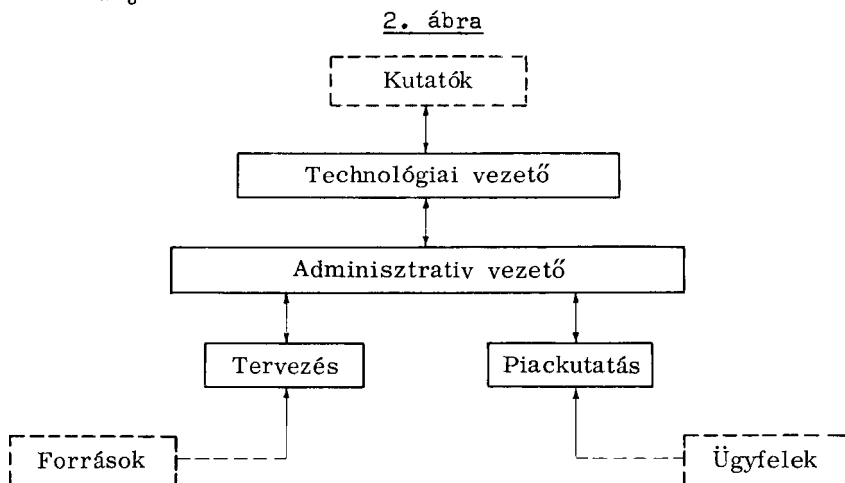 2. ábra
Kutatók
Technológiai vezető
Adminisztrativ vezető
Tervezés
Piackutatás
Források
Ügyfelek